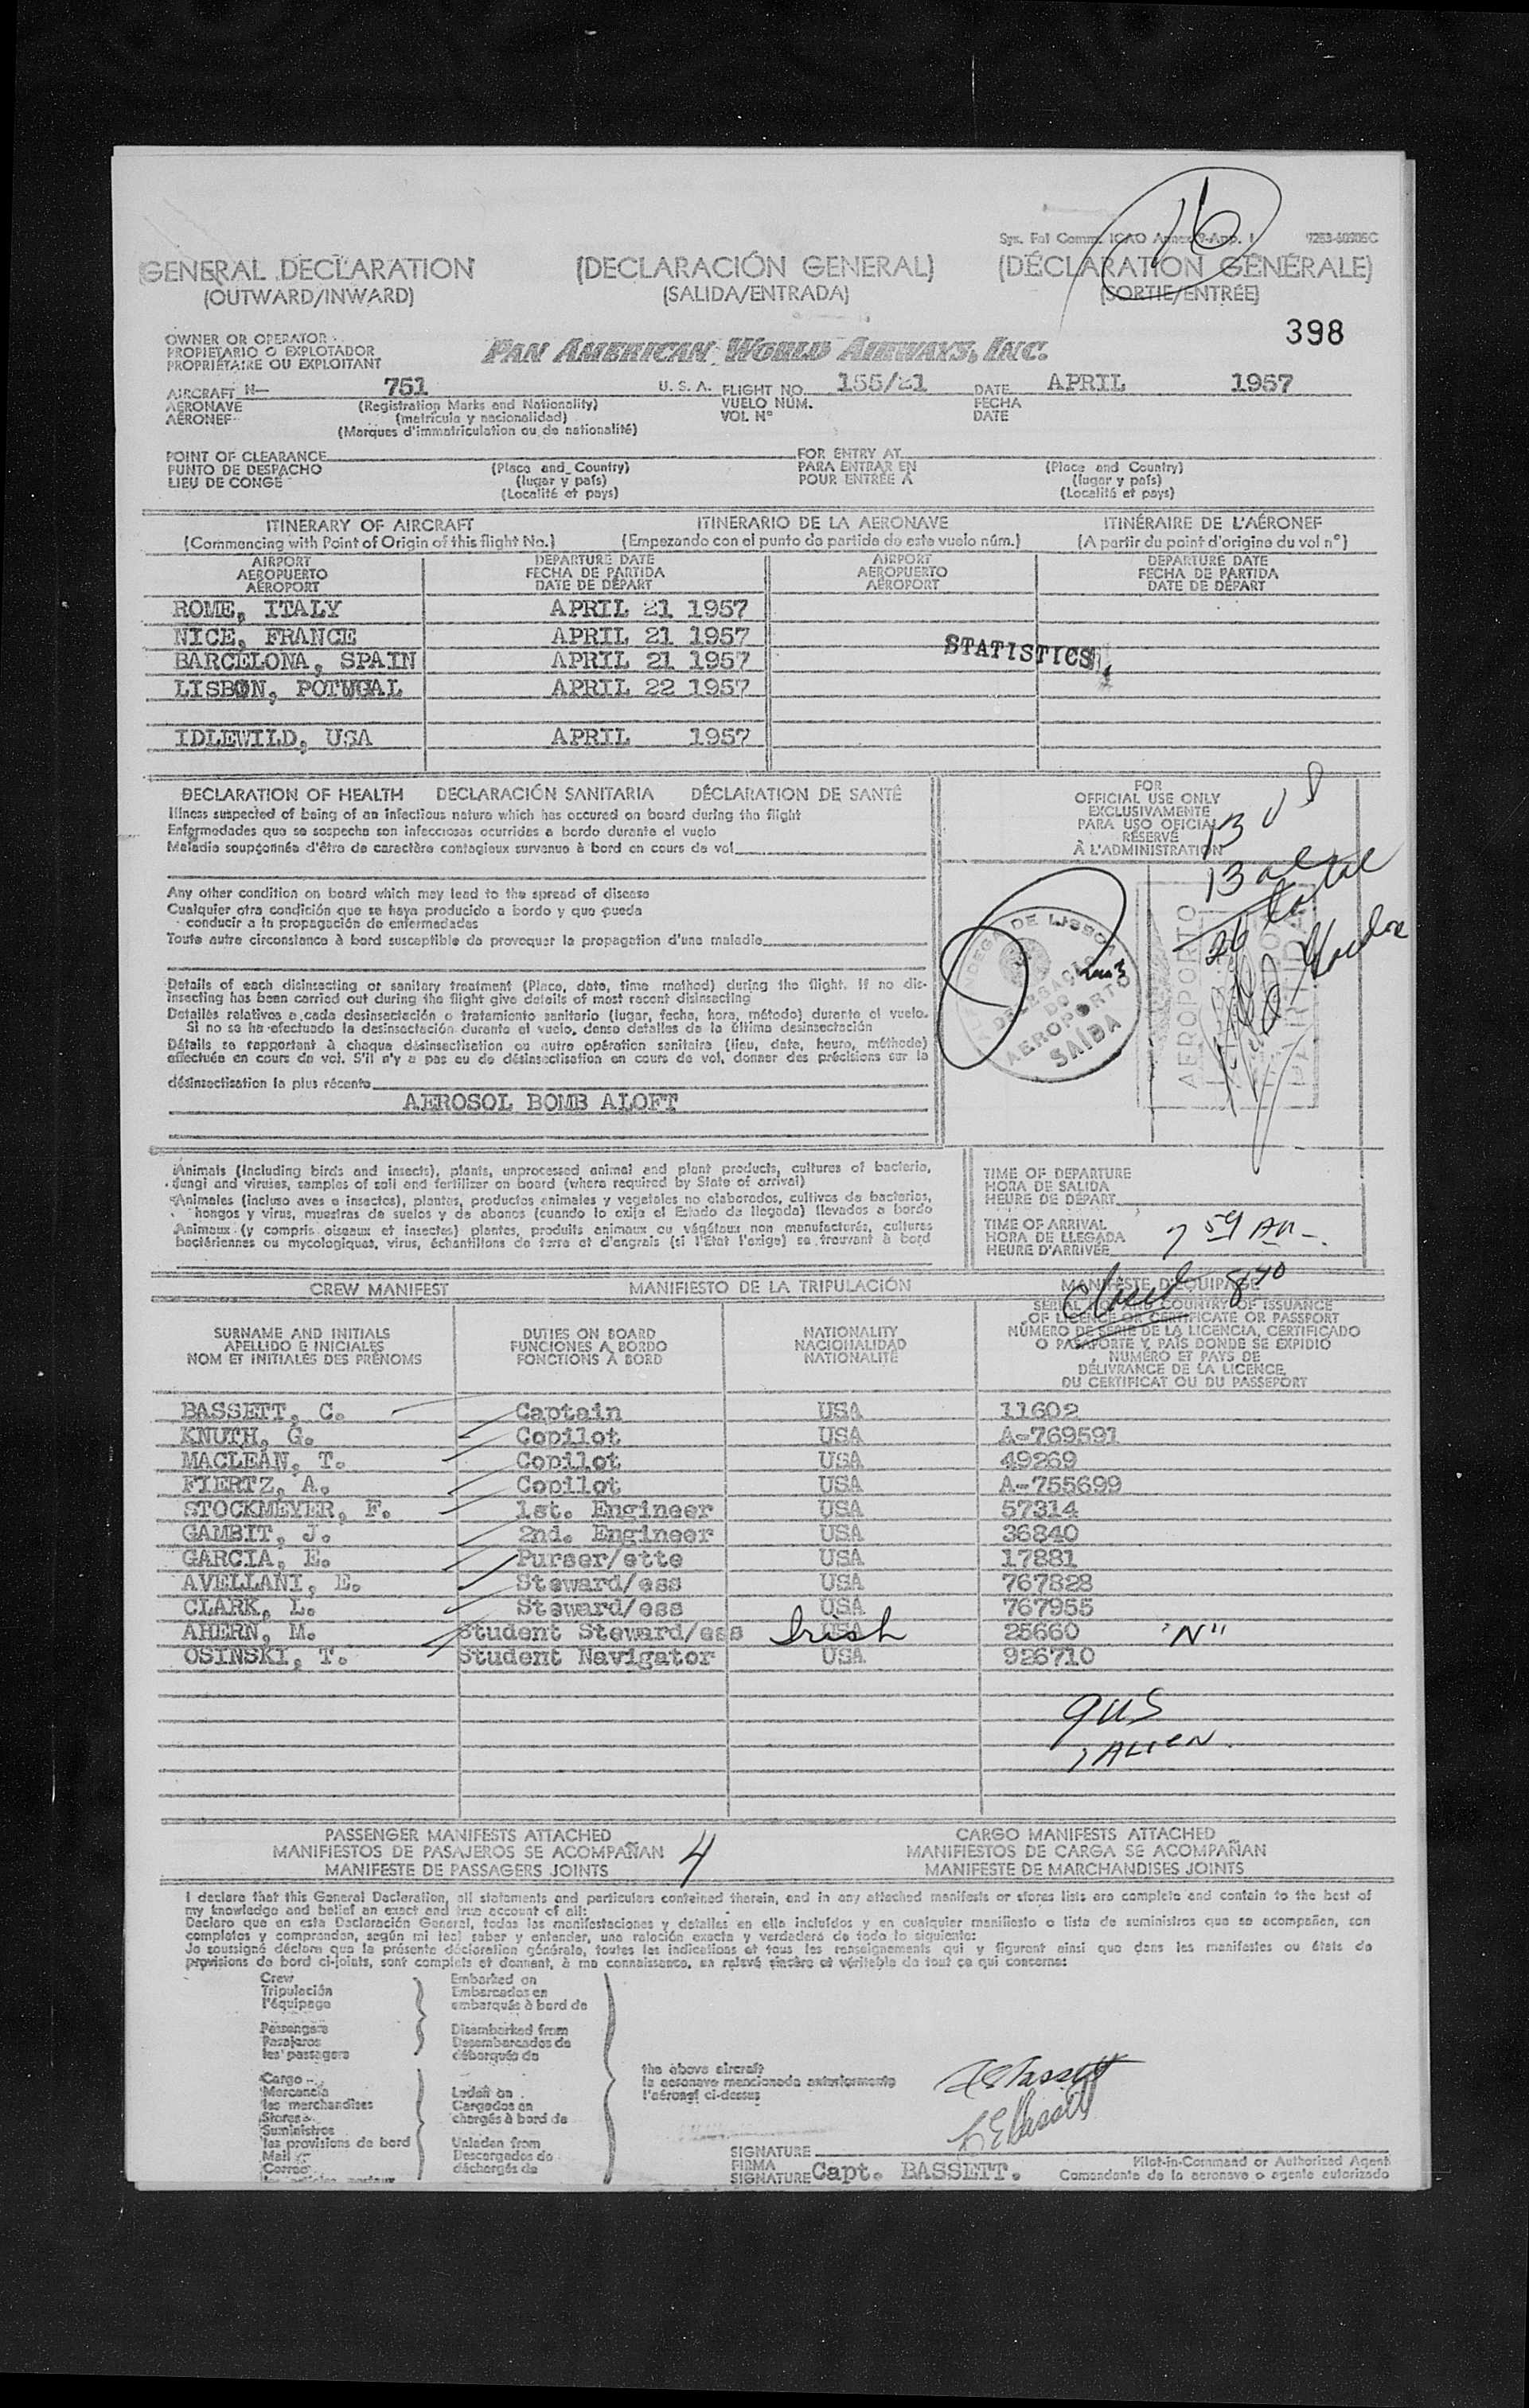 16
Sys. Fal Comm. ICAO Annex 9-App. 1
GENERAL DECLARATION (DECLARACIÓN GENERAL) (DÉCLARATION GÉNÉRALE)
(OUTWARD/INWARD) (SALIDA/ENTRADA) (SORTIE/ENTRÉE)
398
OWNER OR OPERATOR
PROPIETARIO O EXPLOTADOR
PROPRIÉTAIRE OU EXPLOITANT
PAN AMERICAN WORLD AIRWAYS, INC.
AIRCRAFT N— 751 U. S. A. FLIGHT NO. 155/21 DATE APRIL 1957
AERONAVE (Registration Marks and Nationality) VUELO NÚM. FECHA
AÉRONEF (matrícula y nacionalidad) VOL Nº DATE
(Marques d'immatriculation ou de nationalité)
POINT OF CLEARANCE FOR ENTRY AT
PUNTO DE DESPACHO (Place and Country) PARA ENTRAR EN (Place and Country)
LIEU DE CONGÉ (lugar y país) POUR ENTRÉE À (lugar y país)
(Localité et pays) (Localité et pays)
ITINERARY OF AIRCRAFT ITINERARIO DE LA AERONAVE ITINÉRAIRE DE L'AÉRONEF
(Commencing with Point of Origin of this flight No.) (Empezando con el punto de partida de este vuelo núm.) (A partir du point d'origine du vol nº)
AIRPORT DEPARTURE DATE AIRPORT DEPARTURE DATE
AEROPUERTO FECHA DE PARTIDA AEROPUERTO FECHA DE PARTIDA
AÉROPORT DATE DE DÉPART AÉROPORT DATE DE DÉPART
ROME, ITALY APRIL 21 1957
NICE, FRANCE APRIL 21 1957
STATISTICS
BARCELONA, SPAIN APRIL 21 1957
LISBON, POTUGAL APRIL 22 1957
IDLEWILD, USA APRIL 1957
DECLARATION OF HEALTH DECLARACIÓN SANITARIA DÉCLARATION DE SANTÉ
Illness suspected of being of an infectious nature which has occured on board during the flight
Enfermedades que se sospecha son infecciosas ocurridas a bordo durante el vuelo
Maladie soupçonnée d'être de caractère contagieux survenue à bord en cours de vol
Any other condition on board which may lead to the spread of disease
Cualquier otra condición que se haya producido a bordo y que pueda
conducir a la propagación de enfermedades
Toute autre circonstance à bord susceptible de provoquer la propagation d'une maladie
Details of each disinsecting or sanitary treatment (Place, date, time method) during the flight. If no dis-
insecting has been carried out during the flight give details of most recent disinsecting
Detalles relativos a cada desinsectación o tratamiento sanitario (lugar, fecha, hora, método) durante el vuelo.
Si no se ha efectuado la desinsectación durante el vuelo, dense detalles de la última desinsectación
Détails se rapportant à chaque désinsectisation ou autre opération sanitaire (lieu, date, heure, méthode)
effectuée en cours de vol. S'il n'y a pas eu de désinsectisation en cours de vol, donner des précisions sur la
désinsectisation la plus récente
AEROSOL BOMB ALOFT
FOR
OFFICIAL USE ONLY
EXCLUSIVAMENTE
PARA USO OFICIAL
RÉSERVÉ
À L'ADMINISTRATION
13 US
13 al
26 total
ALFANDEGA DE LISBOA
DELEGAÇÃO
DO
AEROPORTO
SAIDA
AEROPORTO
PARTIDA
Animals (including birds and insects), plants, unprocessed animal and plant products, cultures of bacteria,
fungi and viruses, samples of soil and fertilizer on board (where required by State of arrival)
Animales (incluso aves e insectos), plantas, productos animales y vegetales no elaborados, cultivos de bacterias,
hongos y virus, muestras de suelos y de abonos (cuando lo exija el Estado de llegada) llevados a bordo
Animaux (y compris oiseaux et insectes) plantes, produits animaux ou végétaux non manufacturés, cultures
bactériennes ou mycologiques, virus, échantillons de terre et d'engrais (si l'Etat l'exige) se trouvant à bord
TIME OF DEPARTURE
HORA DE SALIDA
HEURE DE DÉPART
TIME OF ARRIVAL
HORA DE LLEGADA 7 59 AM
HEURE D'ARRIVÉE
CREW MANIFEST MANIFIESTO DE LA TRIPULACIÓN MANIFESTE D'ÉQUIPAGE
8 40
SURNAME AND INITIALS
APELLIDO E INICIALES
NOM ET INITIALES DES PRÉNOMS
DUTIES ON BOARD
FUNCIONES A BORDO
FONCTIONS À BORD
NATIONALITY
NACIONALIDAD
NATIONALITÉ
SERIAL NO. AND COUNTRY OF ISSUANCE
OF LICENCE OR CERTIFICATE OR PASSPORT
NÚMERO DE SERIE DE LA LICENCIA, CERTIFICADO
O PASAPORTE Y PAÍS DONDE SE EXPIDIÓ
NUMÉRO ET PAYS DE
DÉLIVRANCE DE LA LICENCE,
DU CERTIFICAT OU DU PASSEPORT
BASSETT, C. Captain USA 11602
KNUTH, G. Copilot USA A-769591
MACLEAN, T. Copilot USA 49269
FIERTZ, A. Copilot USA A-755699
STOCKMEYER, F. 1st. Engineer USA 57314
GAMBIT, J. 2nd. Engineer USA 36840
GARCIA, E. Purser/ette USA 17881
AVELLANI, E. Steward/ess USA 767828
CLARK, L. Steward/ess USA 767955
AHERN, M. Student Steward/ess Irish USA 25660 "N"
OSINSKI, T. Student Navigator USA 926710
9 US
1 ALIEN
PASSENGER MANIFESTS ATTACHED CARGO MANIFESTS ATTACHED
MANIFIESTOS DE PASAJEROS SE ACOMPAÑAN 4 MANIFIESTOS DE CARGA SE ACOMPAÑAN
MANIFESTE DE PASSAGERS JOINTS MANIFESTE DE MARCHANDISES JOINTS
I declare that this General Declaration, all statements and particulars contained therein, and in any attached manifests or stores lists are complete and contain to the best of
my knowledge and belief an exact and true account of all:
Declaro que en esta Declaración General, todas las manifestaciones y detalles en ella incluídos y en cualquier manifiesto o lista de suministros que se acompañen, son
completos y comprenden, según mi leal saber y entender, una relación exacta y verdadera de todo lo siguiente:
Je soussigné déclare que la présente déclaration générale, toutes les indications et tous les renseignements qui y figurent ainsi que dans les manifestes ou états de
provisions de bord ci-joints, sont complets et donnent, à ma connaissance, un relevé sincère et véritable de tout ce qui concerne:
Crew Embarked on
Tripulación Embarcados en
l'équipage embarqués à bord de
Passengers Disembarked from
Pasajeros Desembarcados de
les passagers débarqués de
the above aircraft
la aeronave mencionada anteriormente
l'aéronef ci-dessus
Cargo
Mercancía Laden on
les marchandises Cargados en
Stores chargés à bord de
Suministros
les provisions de bord Unladen from
Mail Descargados de
Correo déchargés de
SIGNATURE
FIRMA
SIGNATURE Capt. BASSETT.
Pilot-in-Command or Authorized Agent
Comandante de la aeronave o agente autorizado